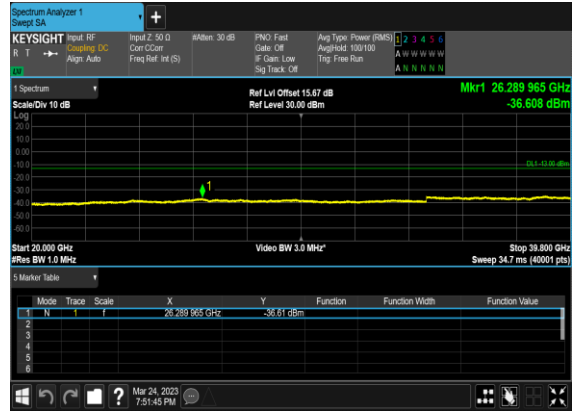 Spectrum Analyzer 1
Swept SA
+
KEYSIGHT Input: RF Input Z: 50 Ω #Atten: 30 dB PNO: Fast Avg Type: Power (RMS) 1 2 3 4 5 6
R T Coupling: DC Corr CCorr Gate: Off Avg|Hold: 100/100 A W W W W W
Align: Auto Freq Ref: Int (S) IF Gain: Low Trig: Free Run
Sig Track: Off A N N N N N
1 Spectrum Ref Lvl Offset 15.67 dB Mkr1 26.289 965 GHz
Scale/Div 10 dB Ref Level 30.00 dBm -36.608 dBm
Log
20.0
10.0
0.00
-10.0
DL1 -13.00 dBm
-20.0
1
-30.0
-40.0
-50.0
-60.0
Start 20.000 GHz Video BW 3.0 MHz* Stop 39.800 GHz
#Res BW 1.0 MHz Sweep 34.7 ms (40001 pts)
5 Marker Table
Mode Trace Scale X Y Function Function Width Function Value
1 N 1 f 26.289 965 GHz -36.61 dBm
2
3
4
5
6
? Mar 24, 2023
7:51:45 PM